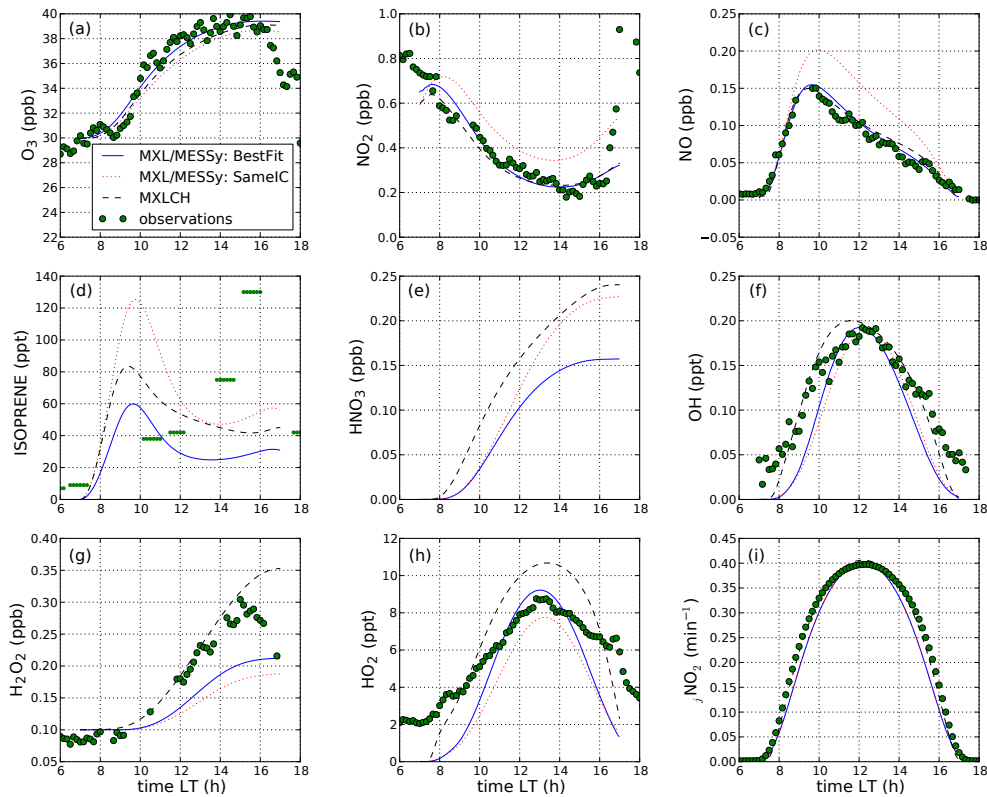 (a)
O3 (ppb)
40
38
36
34
32
30
28
26
24
22
6 8 10 12 14 16 18
MXL/MESSy: BestFit
MXL/MESSy: SameIC
MXLCH
observations
(b)
NO2 (ppb)
1.0
0.8
0.6
0.4
0.2
0.0
6 8 10 12 14 16 18
(c)
NO (ppb)
0.25
0.20
0.15
0.10
0.05
0.00
−0.05
6 8 10 12 14 16 18
(d)
ISOPRENE (ppt)
140
120
100
80
60
40
20
0
6 8 10 12 14 16 18
(e)
HNO3 (ppb)
0.25
0.20
0.15
0.10
0.05
0.00
6 8 10 12 14 16 18
(f)
OH (ppt)
0.25
0.20
0.15
0.10
0.05
0.00
6 8 10 12 14 16 18
(g)
H2O2 (ppb)
0.40
0.35
0.30
0.25
0.20
0.15
0.10
0.05
6 8 10 12 14 16 18
time LT (h)
(h)
HO2 (ppt)
12
10
8
6
4
2
0
6 8 10 12 14 16 18
time LT (h)
(i)
jNO2 (min−1)
0.50
0.40
0.30
0.20
0.10
0.00
6 8 10 12 14 16 18
time LT (h)